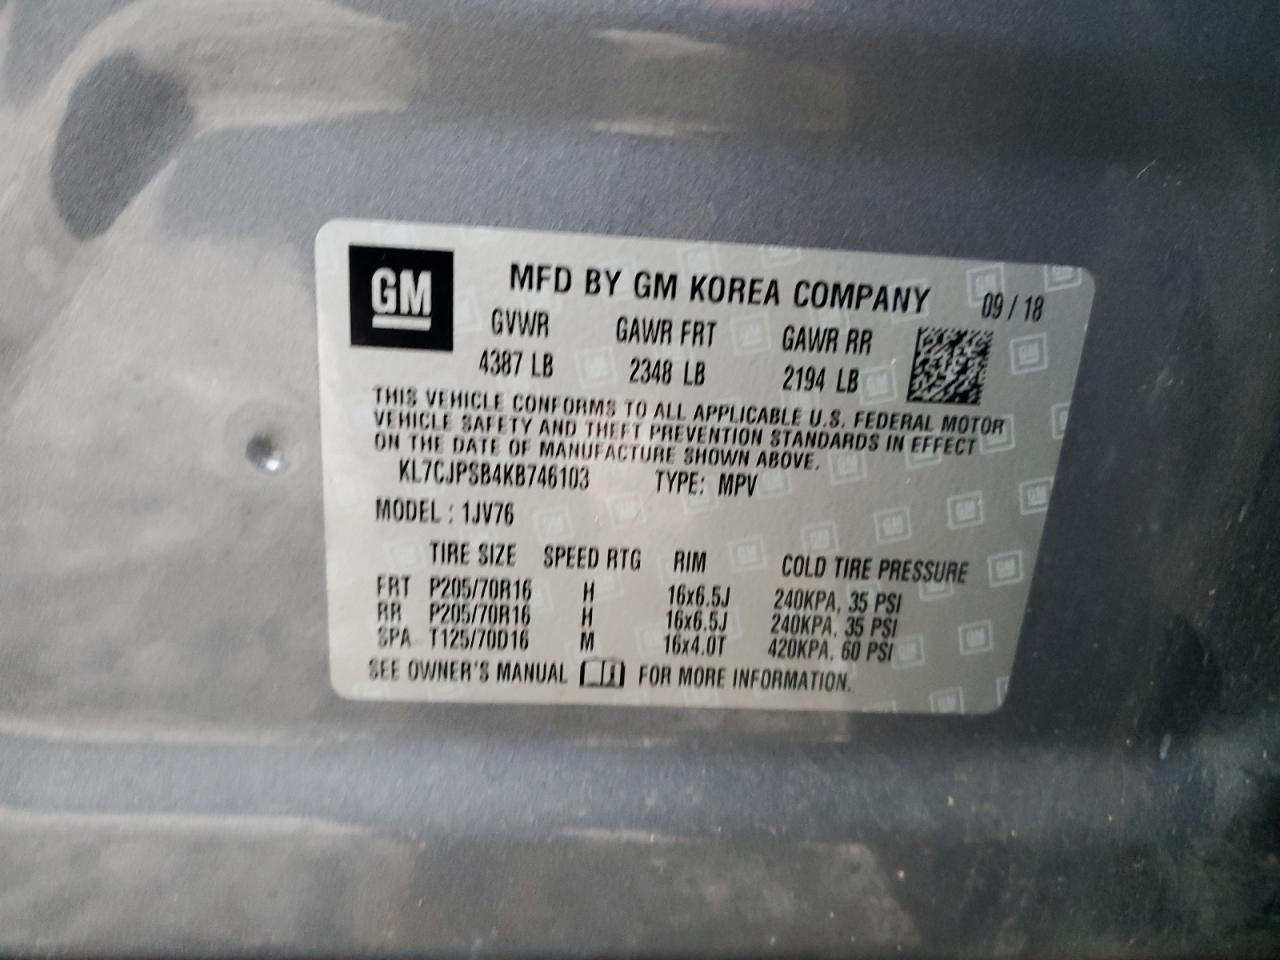 GM
MFD BY GM KOREA COMPANY 09 / 18
GVWR GAWR FRT GAWR RR
4387 LB 2348 LB 2194 LB
THIS VEHICLE CONFORMS TO ALL APPLICABLE U.S. FEDERAL MOTOR
VEHICLE SAFETY AND THEFT PREVENTION STANDARDS IN EFFECT
ON THE DATE OF MANUFACTURE SHOWN ABOVE.
KL7CJPSB4KB746103 TYPE: MPV
MODEL : 1JV76
TIRE SIZE SPEED RTG RIM COLD TIRE PRESSURE
FRT P205/70R16 H 16x6.5J 240KPA, 35 PSI
RR P205/70R16 H 16x6.5J 240KPA, 35 PSI
SPA T125/70D16 M 16x4.0T 420KPA, 60 PSI
SEE OWNER'S MANUAL FOR MORE INFORMATION.